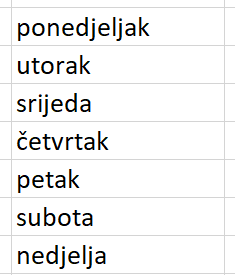 ponedjeljak
utorak
srijeda
četvrtak
petak
subota
nedjelja